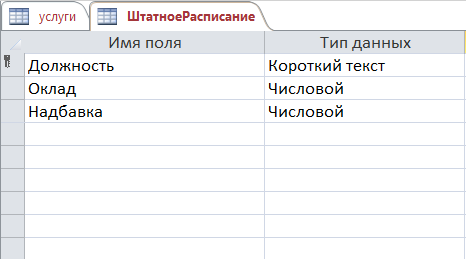 услуги ШтатноеРасписание
Имя поля Тип данных
Должность Короткий текст
Оклад Числовой
Надбавка Числовой